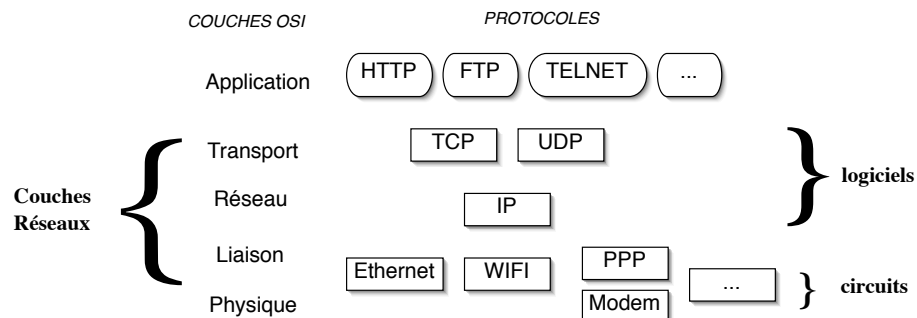 COUCHES OSI PROTOCOLES
Application HTTP FTP TELNET ...
Transport TCP UDP
logiciels
Couches
Réseaux
Réseau IP
Liaison
Ethernet WIFI PPP
...
circuits
Physique Modem